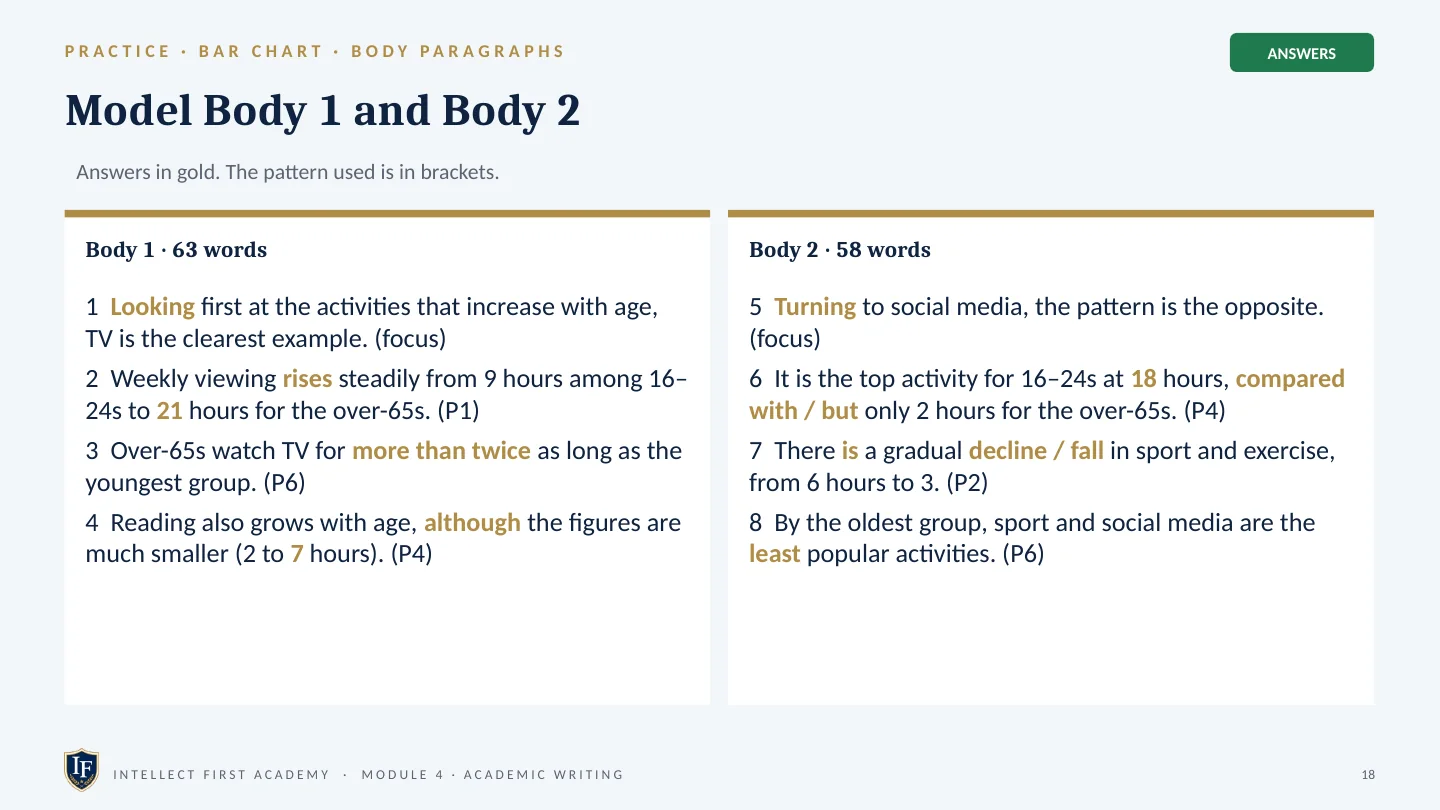 PRACTICE · BAR CHART · BODY PARAGRAPHS
ANSWERS
Model Body 1 and Body 2
Answers in gold. The pattern used is in brackets.
Body 1 · 63 words
1 Looking first at the activities that increase with age,
TV is the clearest example. (focus)
2 Weekly viewing rises steadily from 9 hours among 16–
24s to 21 hours for the over-65s. (P1)
3 Over-65s watch TV for more than twice as long as the
youngest group. (P6)
4 Reading also grows with age, although the figures are
much smaller (2 to 7 hours). (P4)
Body 2 · 58 words
5 Turning to social media, the pattern is the opposite.
(focus)
6 It is the top activity for 16–24s at 18 hours, compared
with / but only 2 hours for the over-65s. (P4)
7 There is a gradual decline / fall in sport and exercise,
from 6 hours to 3. (P2)
8 By the oldest group, sport and social media are the
least popular activities. (P6)
IF
INTELLECT FIRST ACADEMY · MODULE 4 · ACADEMIC WRITING
18